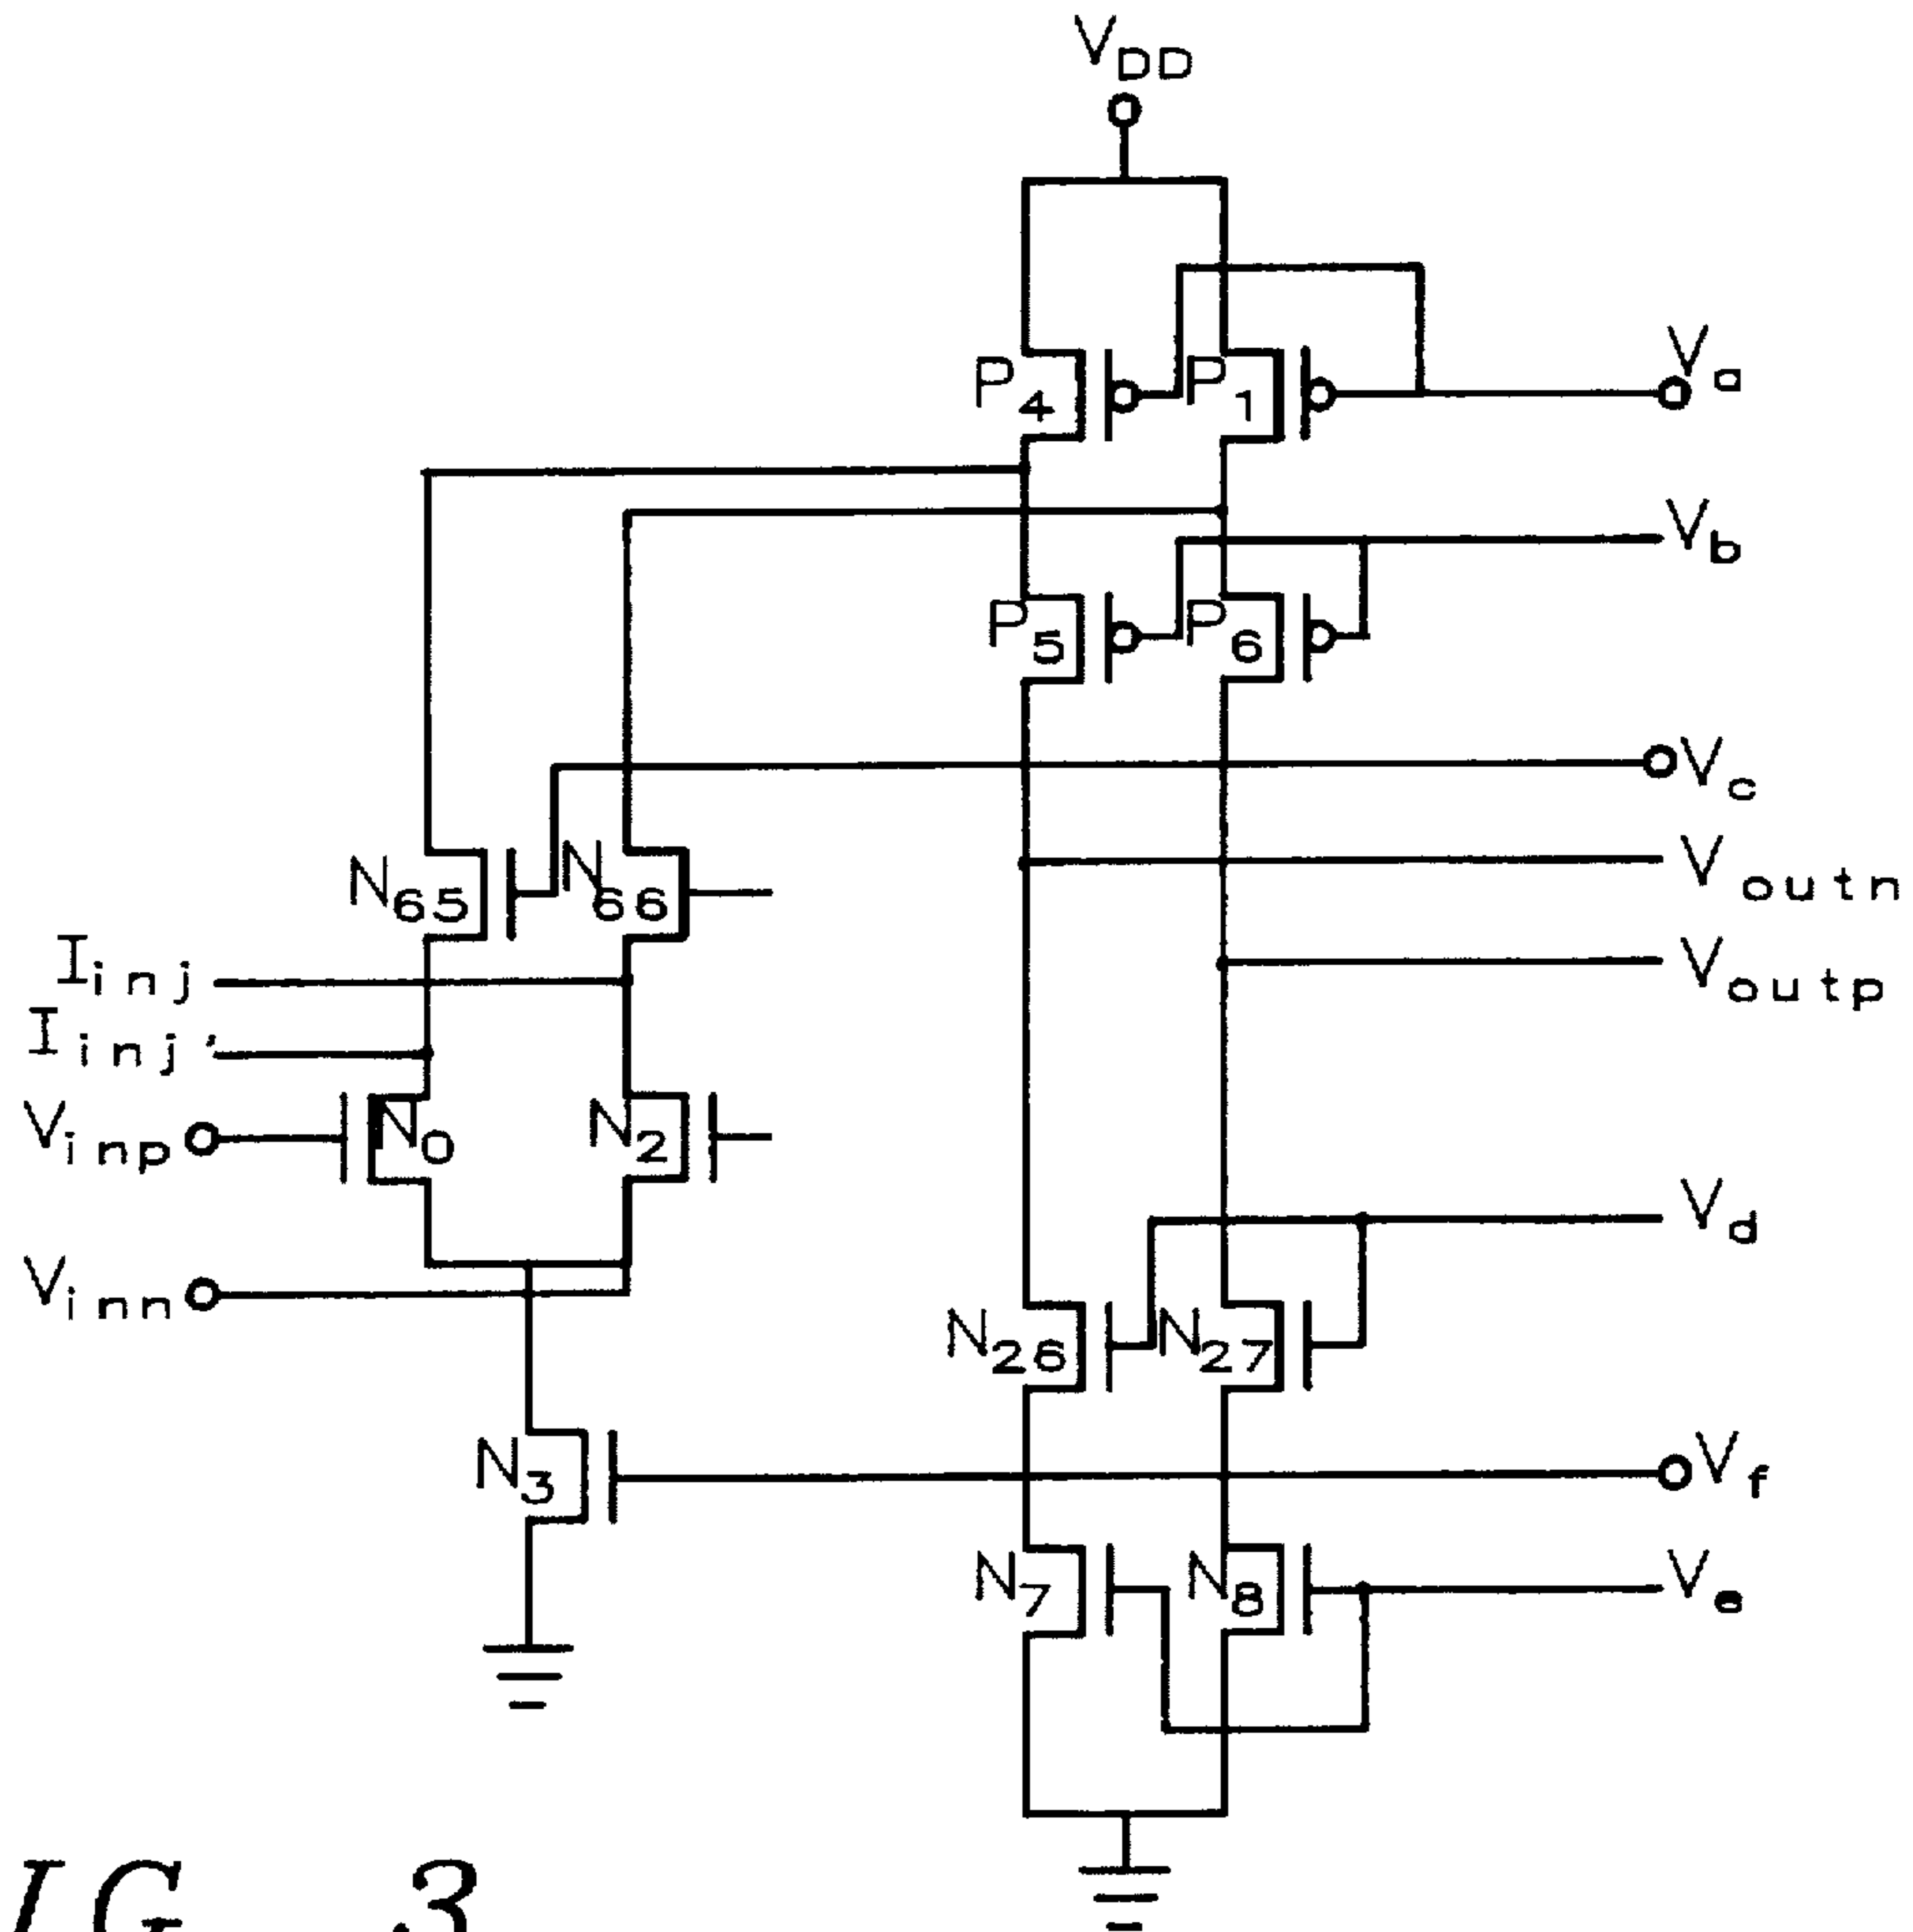 VDD
P4
P1
Va
Vb
P5
P6
Vc
N65
N66
Voutn
Iinj
Voutp
Iinj'
Vinp
N0
N2
Vd
Vinn
N26
N27
N3
Vf
N7
N8
Ve
IG 3